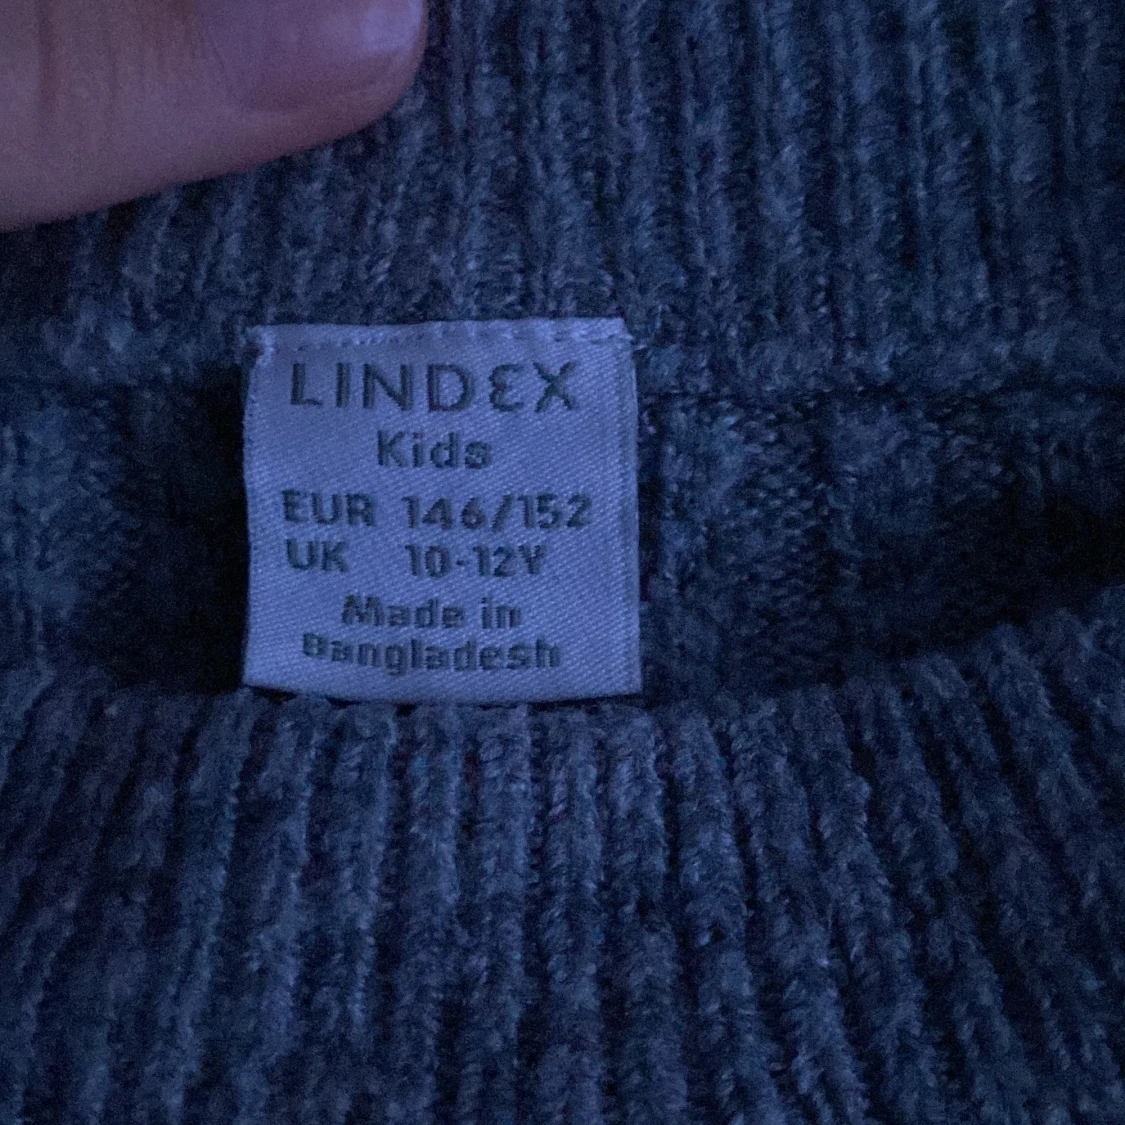 LINDEX
Kids
EUR 146/152
UK 10-12Y
Made in
Bangladesh